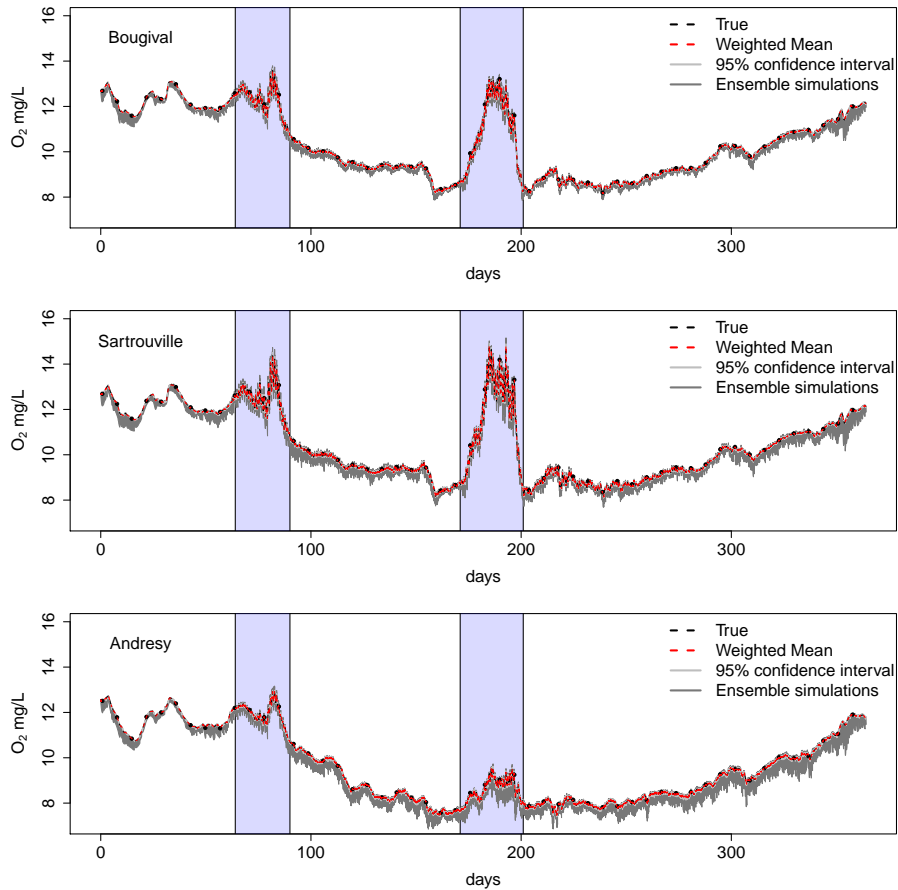 Bougival
True
Weighted Mean
95% confidence interval
Ensemble simulations
O₂ mg/L
8 10 12 14 16
0 100 200 300
days
Sartrouville
True
Weighted Mean
95% confidence interval
Ensemble simulations
O₂ mg/L
8 10 12 14 16
0 100 200 300
days
Andresy
True
Weighted Mean
95% confidence interval
Ensemble simulations
O₂ mg/L
8 10 12 14 16
0 100 200 300
days